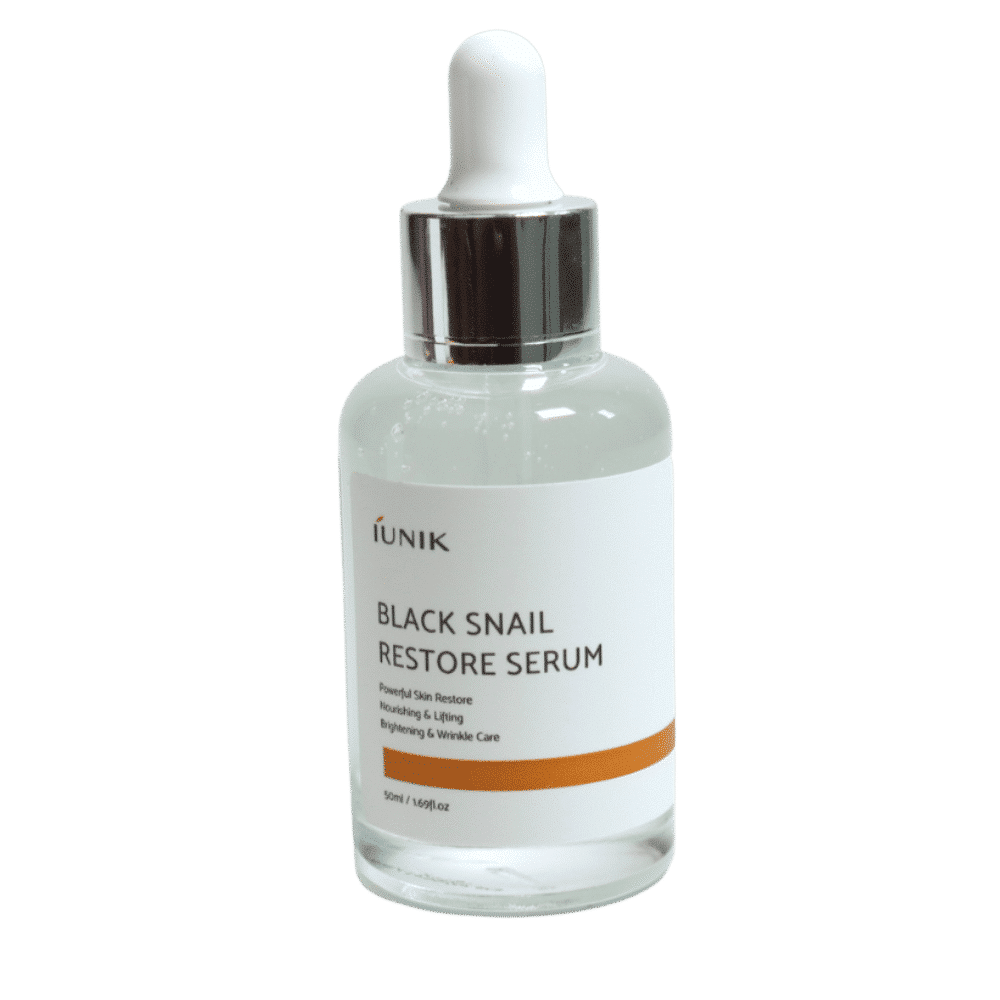 iUNIK
BLACK SNAIL
RESTORE SERUM
Powerful Skin Restore
Nourishing & Lifting
Brightening & Wrinkle Care
50ml / 1.69fl.oz